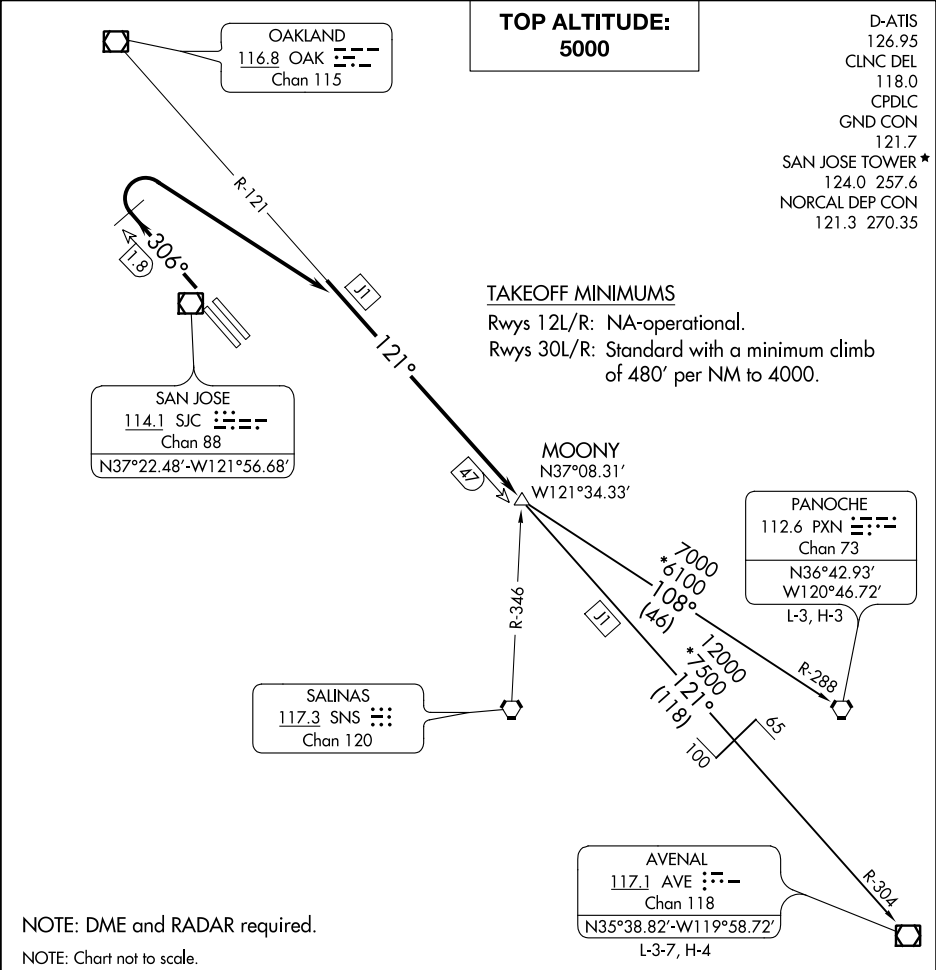 TOP ALTITUDE:
5000
D-ATIS
126.95
CLNC DEL
118.0
CPDLC
GND CON
121.7
SAN JOSE TOWER★
124.0 257.6
NORCAL DEP CON
121.3 270.35
OAKLAND
116.8 OAK
Chan 115
R-121
306°
1.8
J1
121°
TAKEOFF MINIMUMS
Rwys 12L/R: NA-operational.
Rwys 30L/R: Standard with a minimum climb
of 480' per NM to 4000.
SAN JOSE
114.1 SJC
Chan 88
N37°22.48'-W121°56.68'
47
MOONY
N37°08.31'
W121°34.33'
PANOCHE
112.6 PXN
Chan 73
N36°42.93'
W120°46.72'
L-3, H-3
7000
*6100
108°
(46)
R-288
R-346
J1
12000
*7500
121°
(118)
65
100
SALINAS
117.3 SNS
Chan 120
AVENAL
117.1 AVE
Chan 118
N35°38.82'-W119°58.72'
L-3-7, H-4
R-304
NOTE: DME and RADAR required.
NOTE: Chart not to scale.